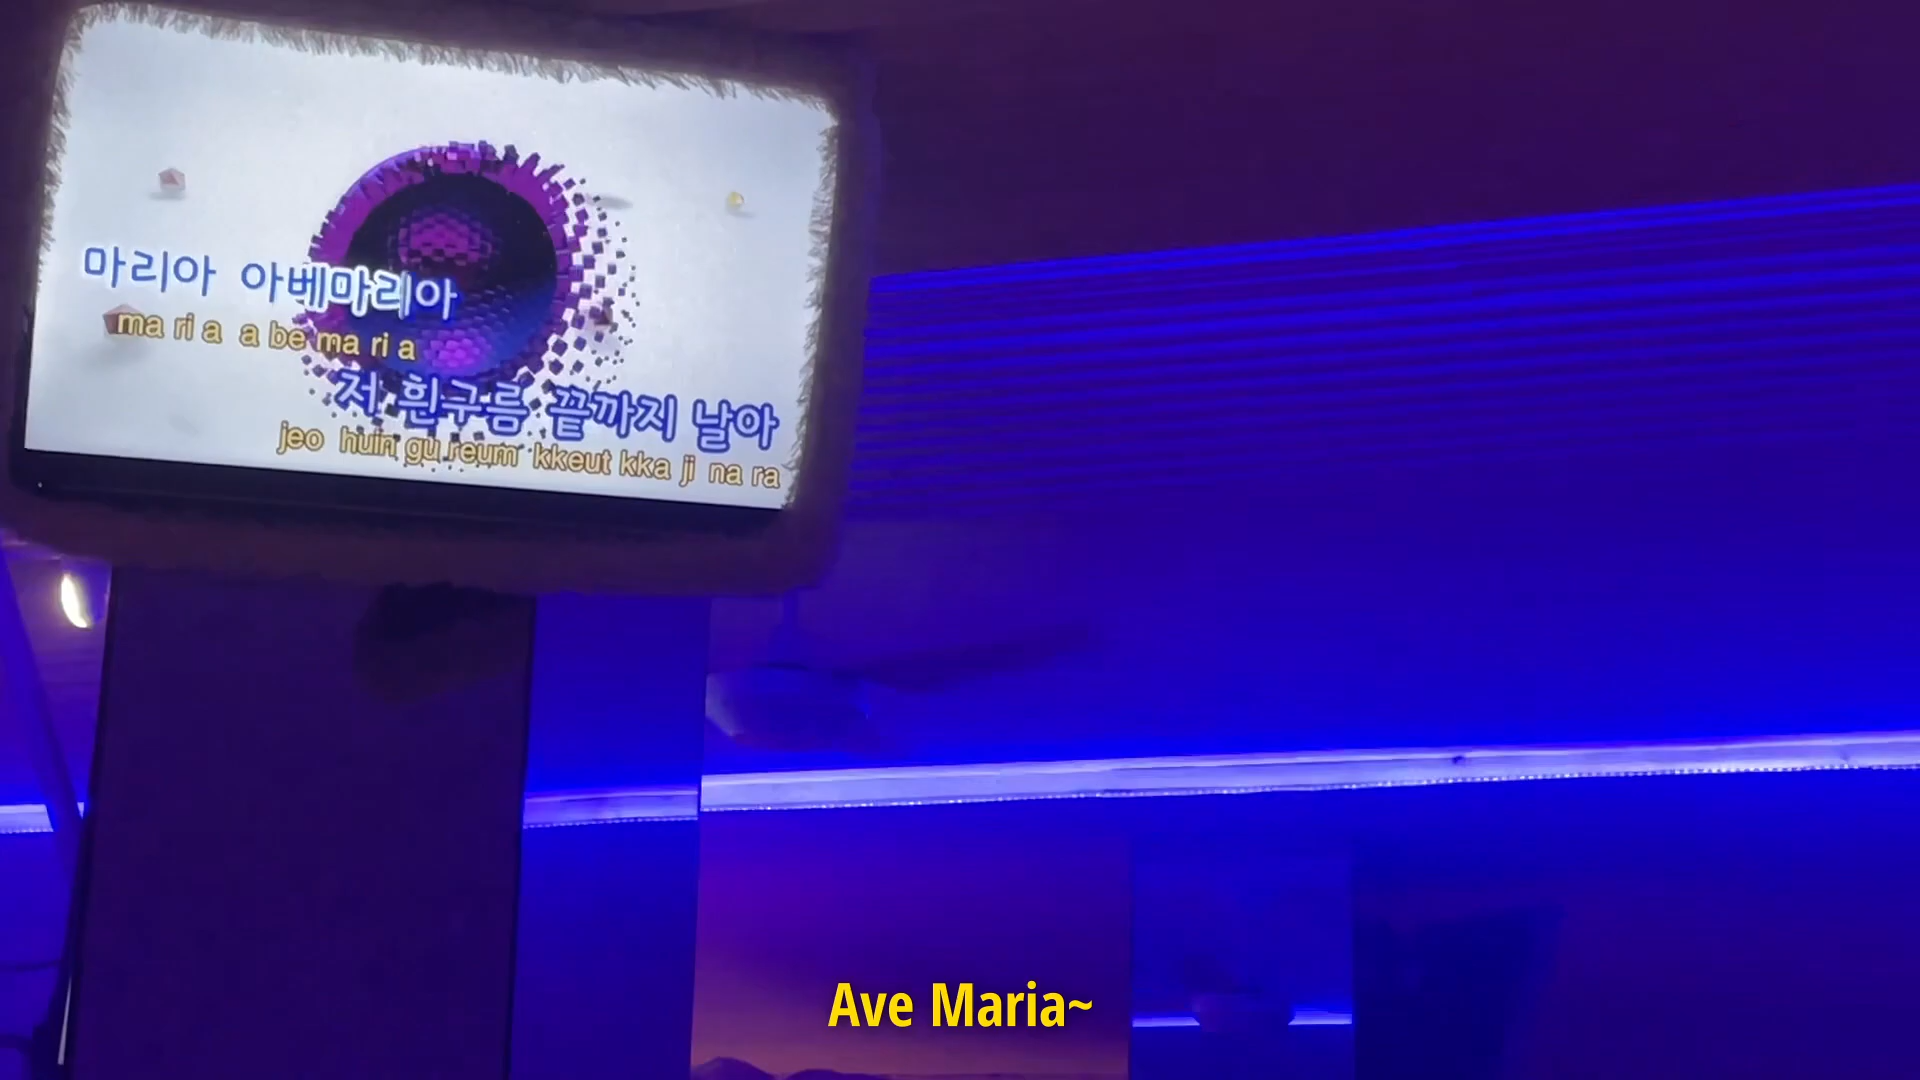 마리아 아베마리아
ma ri a a be ma ri a
저 흰구름 끝까지 날아
jeo huin gu reum kkeut kka ji na ra
Ave Maria~